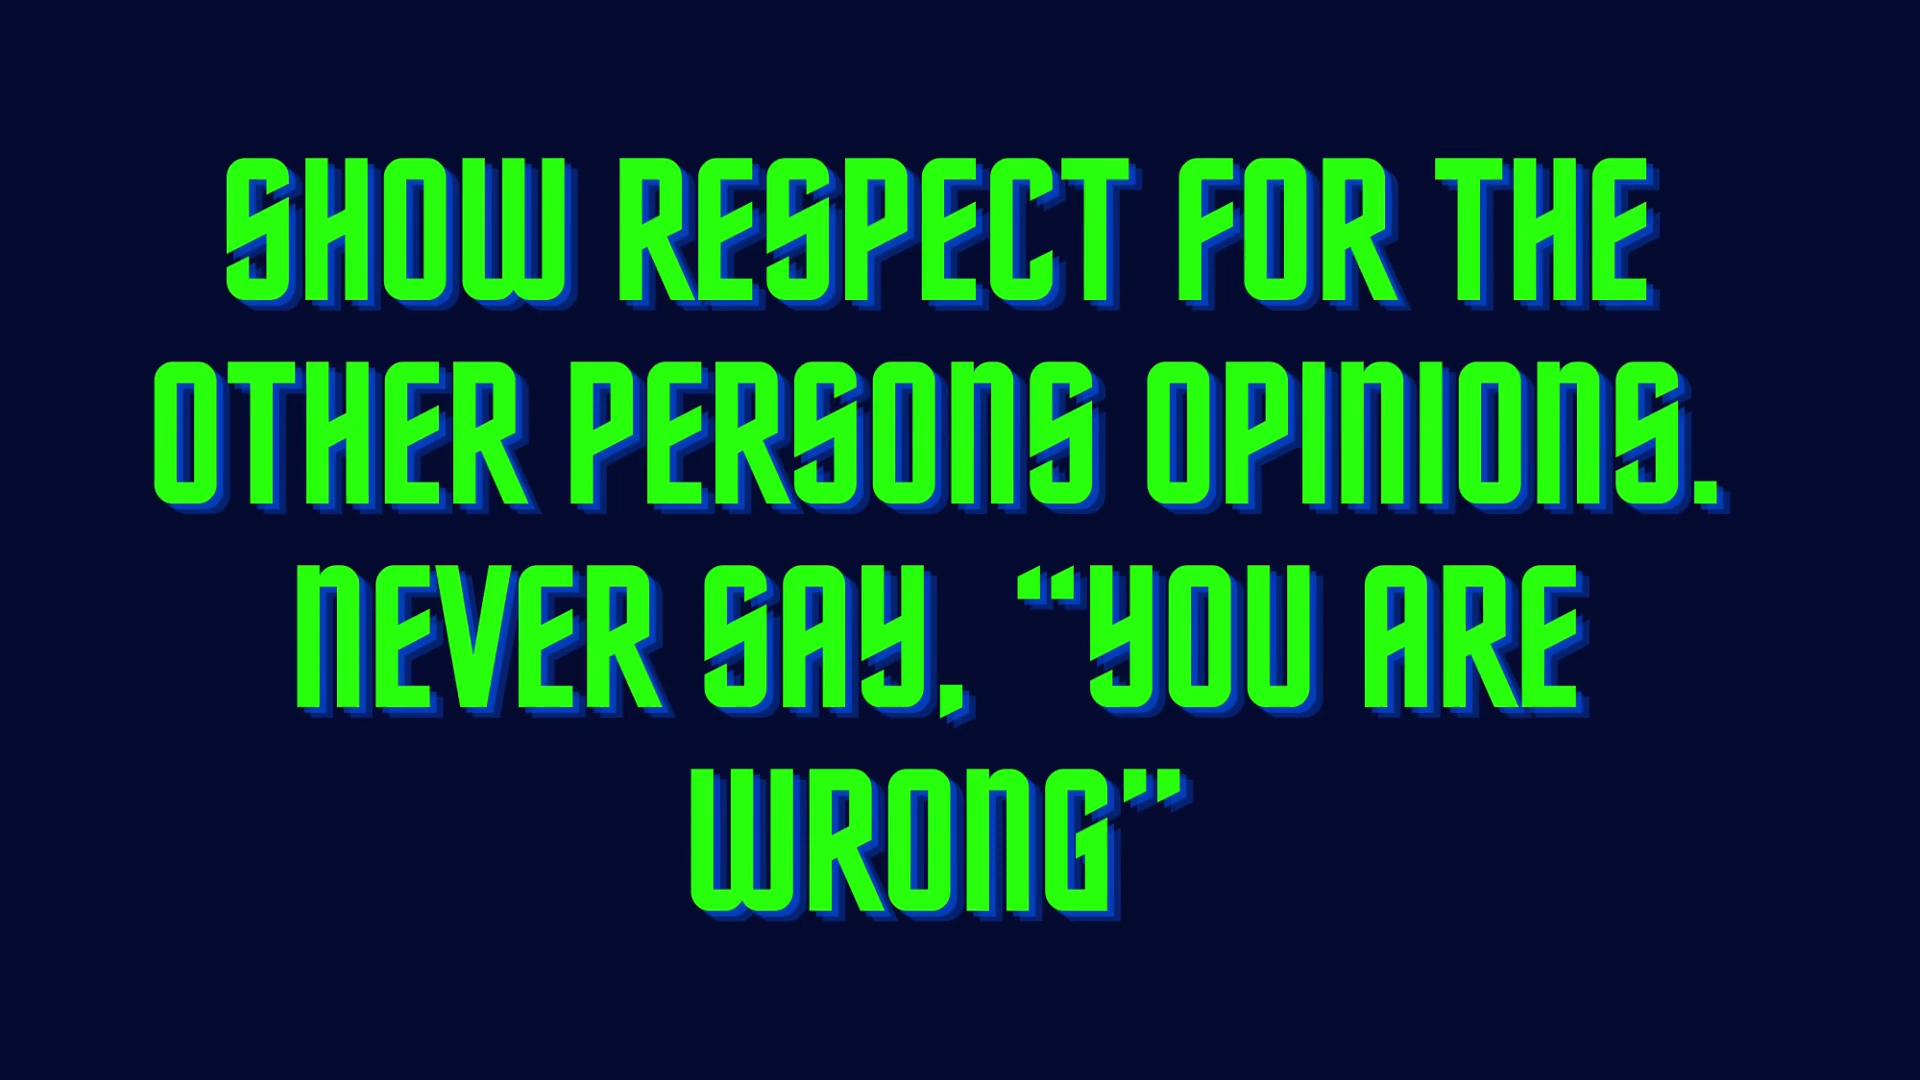 SHOW RESPECT FOR THE
OTHER PERSONS OPINIONS.
NEVER SAY, “YOU ARE
WRONG”